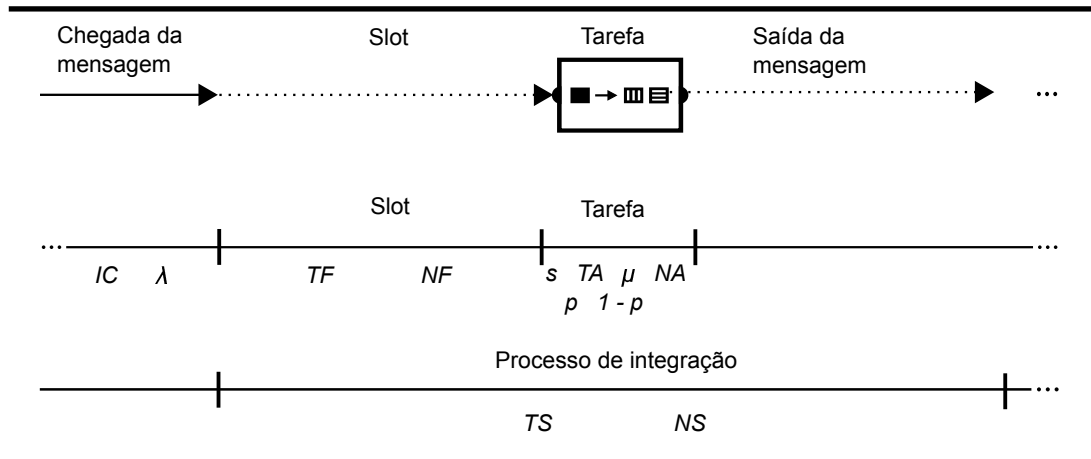 Chegada da Slot Tarefa Saída da
mensagem mensagem
...
Slot Tarefa
... ...
IC λ TF NF s TA μ NA
p 1 - p
Processo de integração
...
TS NS